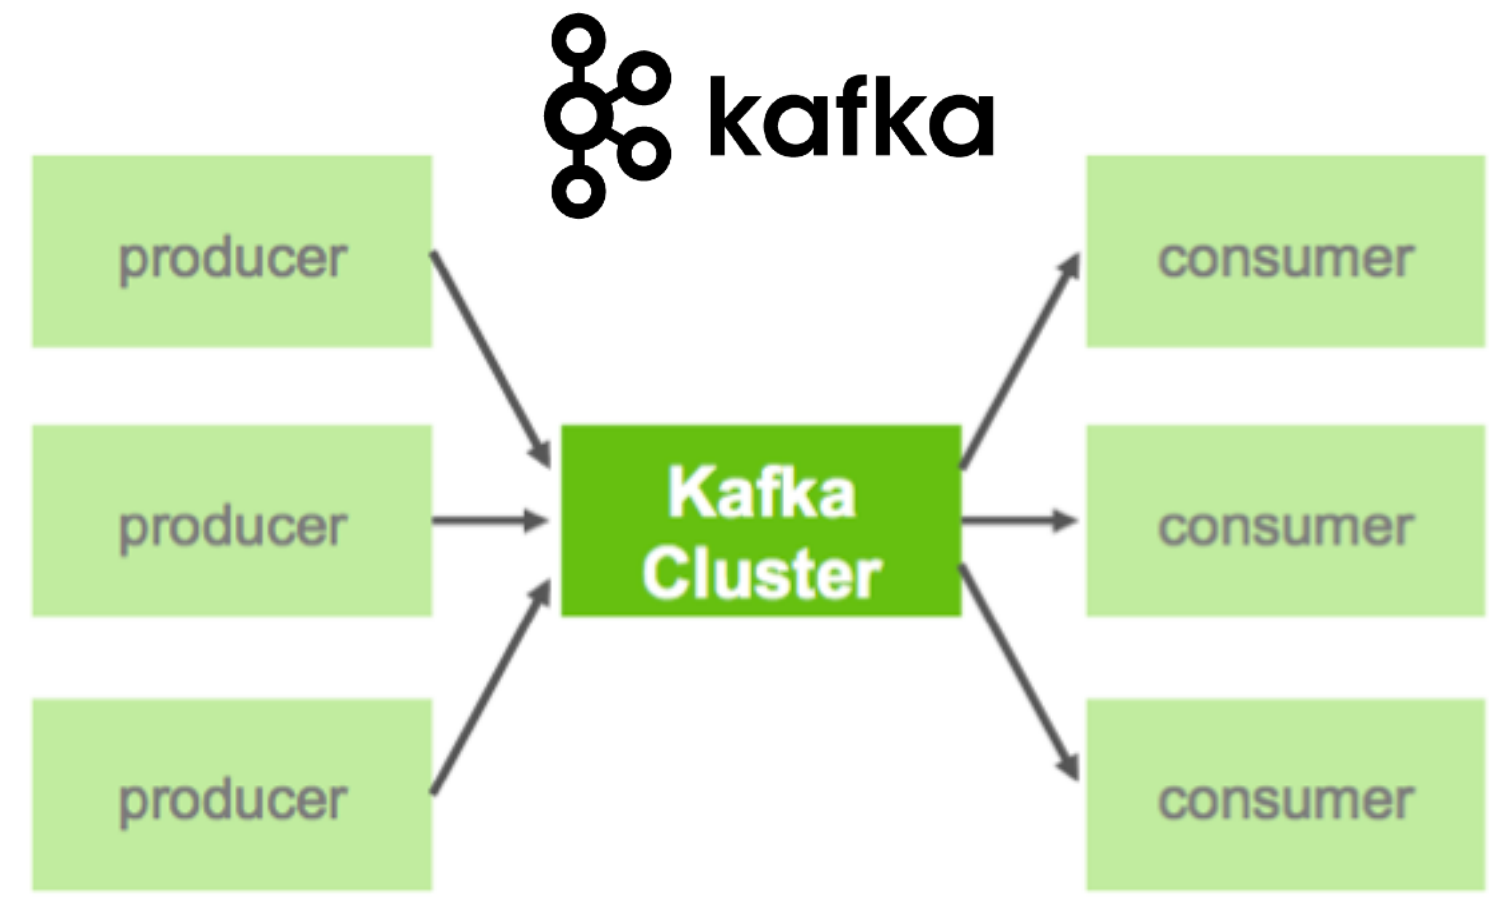 kafka
producer
consumer
producer
Kafka
Cluster
consumer
producer
consumer